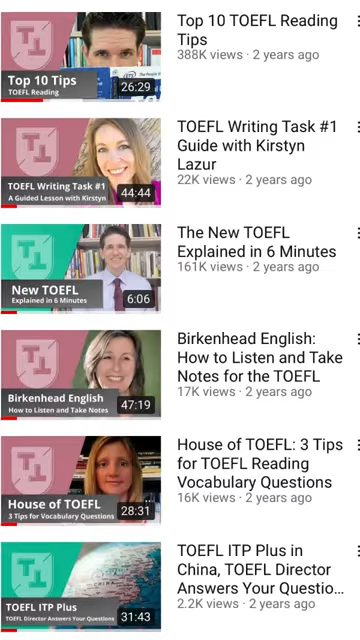 Top 10 Tips
TOEFL Reading
26:29
Top 10 TOEFL Reading
Tips
388K views · 2 years ago
TOEFL Writing Task #1
A Guided Lesson with Kirstyn
44:44
TOEFL Writing Task #1
Guide with Kirstyn
Lazur
22K views · 2 years ago
New TOEFL
Explained in 6 Minutes
6:06
The New TOEFL
Explained in 6 Minutes
161K views · 2 years ago
Birkenhead English
How to Listen and Take Notes
47:19
Birkenhead English:
How to Listen and Take
Notes for the TOEFL
17K views · 2 years ago
House of TOEFL
3 Tips for Vocabulary Questions
28:31
House of TOEFL: 3 Tips
for TOEFL Reading
Vocabulary Questions
16K views · 2 years ago
CHINA
TOEFL ITP Plus
TOEFL Director Answers Your Questions
31:43
TOEFL ITP Plus in
China, TOEFL Director
Answers Your Questio...
2.2K views · 2 years ago